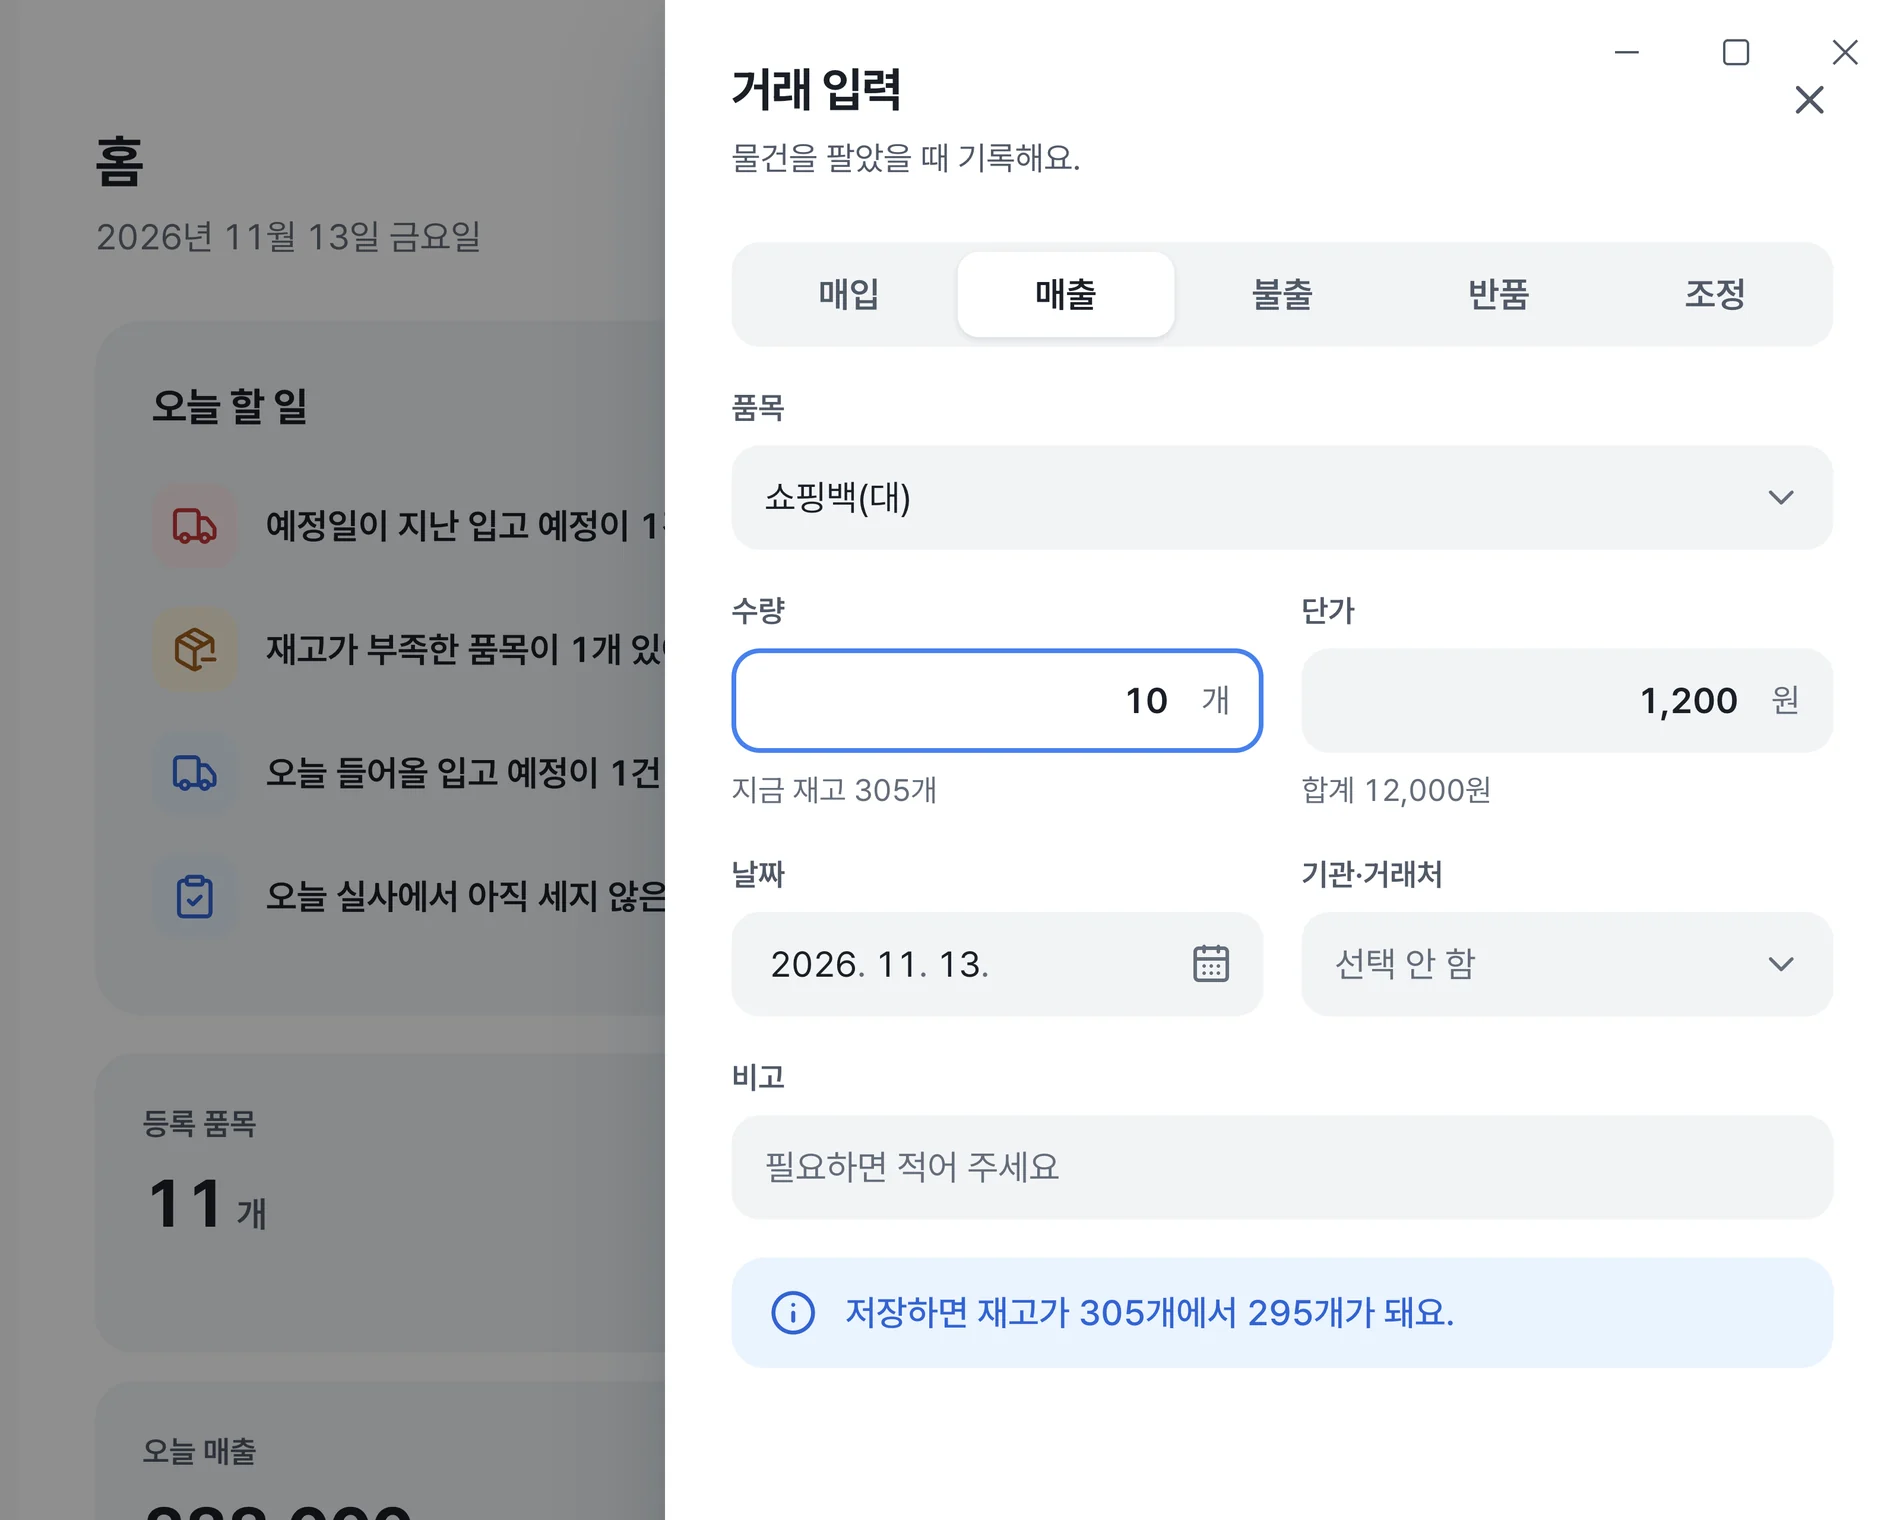 홈
2026년 11월 13일 금요일
오늘 할 일
예정일이 지난 입고 예정이
재고가 부족한 품목이 1개
오늘 들어올 입고 예정이 1건
오늘 실사에서 아직 세지 않은
등록 품목
11 개
오늘 매출
거래 입력
물건을 팔았을 때 기록해요.
매입 매출 불출 반품 조정
품목
쇼핑백(대)
수량 단가
10 개 1,200 원
지금 재고 305개 합계 12,000원
날짜 기관·거래처
2026. 11. 13. 선택 안 함
비고
필요하면 적어 주세요
저장하면 재고가 305개에서 295개가 돼요.